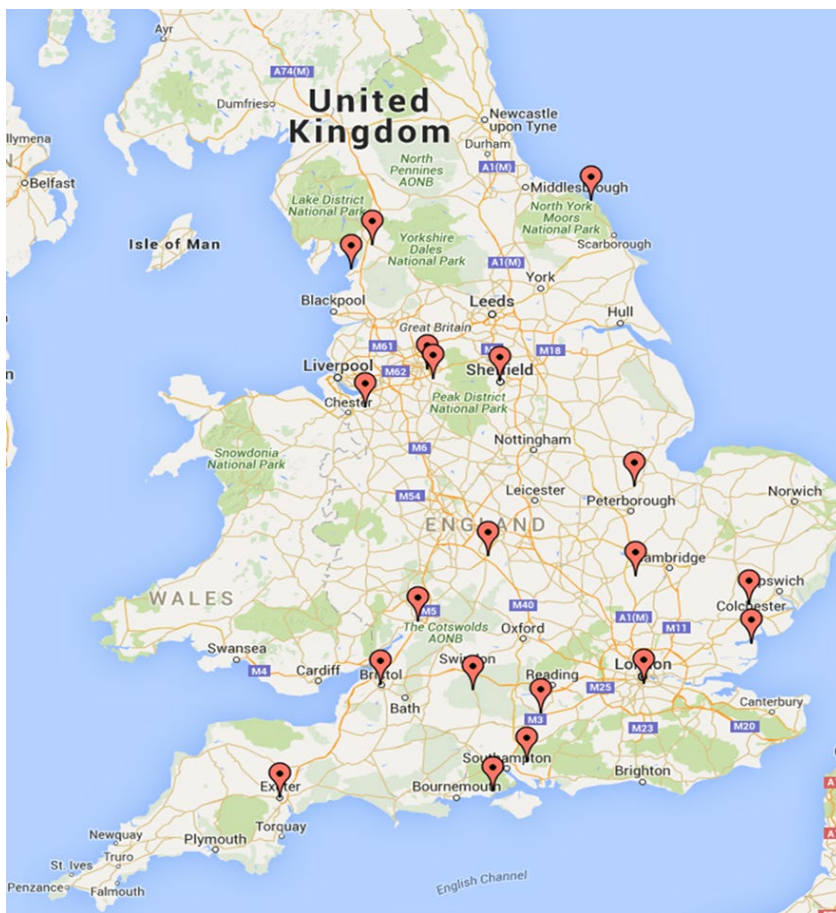 Ayr
A74(M)
Dumfries
United
Kingdom
Newcastle
upon Tyne
llymena
Belfast
Durham
North
Pennines
AONB
A1(M)
Middlesbrough
Lake District
National Park
North York
Moors
National Park
Isle of Man
Yorkshire
Dales
National Park
Scarborough
A1(M)
York
Blackpool
Leeds
Hull
Great Britain
M61
M18
Liverpool
M62
Sheffield
Chester
Peak District
National Park
Snowdonia
National Park
M6
Nottingham
M54
Leicester
Peterborough
Norwich
ENGLAND
Cambridge
WALES
M5
M40
Ipswich
Colchester
The Cotswolds
AONB
A1(M)
Oxford
M11
Swansea
M4
Cardiff
Bristol
Bath
Swindon
Reading
M25
London
Canterbury
M3
M23
M20
Southampton
Exeter
Bournemouth
Brighton
Torquay
Newquay
Plymouth
Truro
St. Ives
Penzance
Falmouth
English Channel